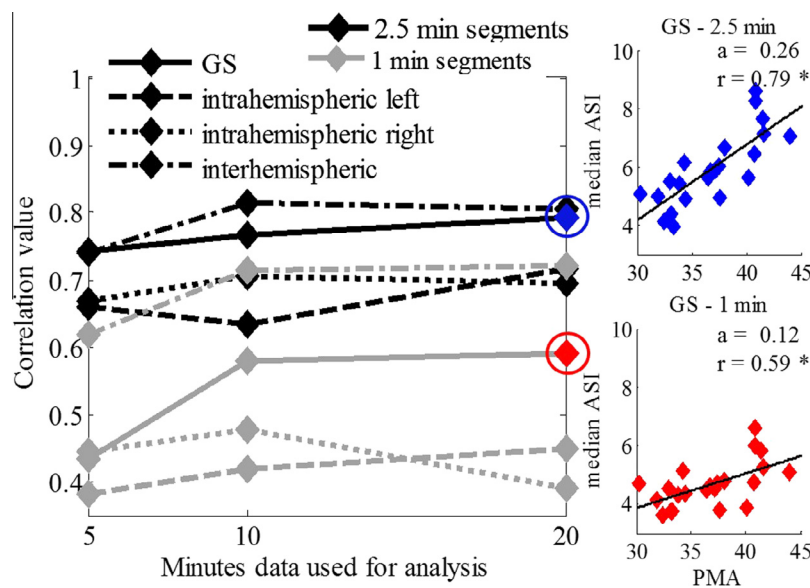 2.5 min segments
GS
1 min segments
intrahemispheric left
intrahemispheric right
interhemispheric
Correlation value
1
0.9
0.8
0.7
0.6
0.5
0.4
5
10
20
Minutes data used for analysis
GS - 2.5 min
a = 0.26
r = 0.79 *
median ASI
10
8
6
4
30
35
40
45
GS - 1 min
a = 0.12
r = 0.59 *
median ASI
10
8
6
4
30
35
40
45
PMA